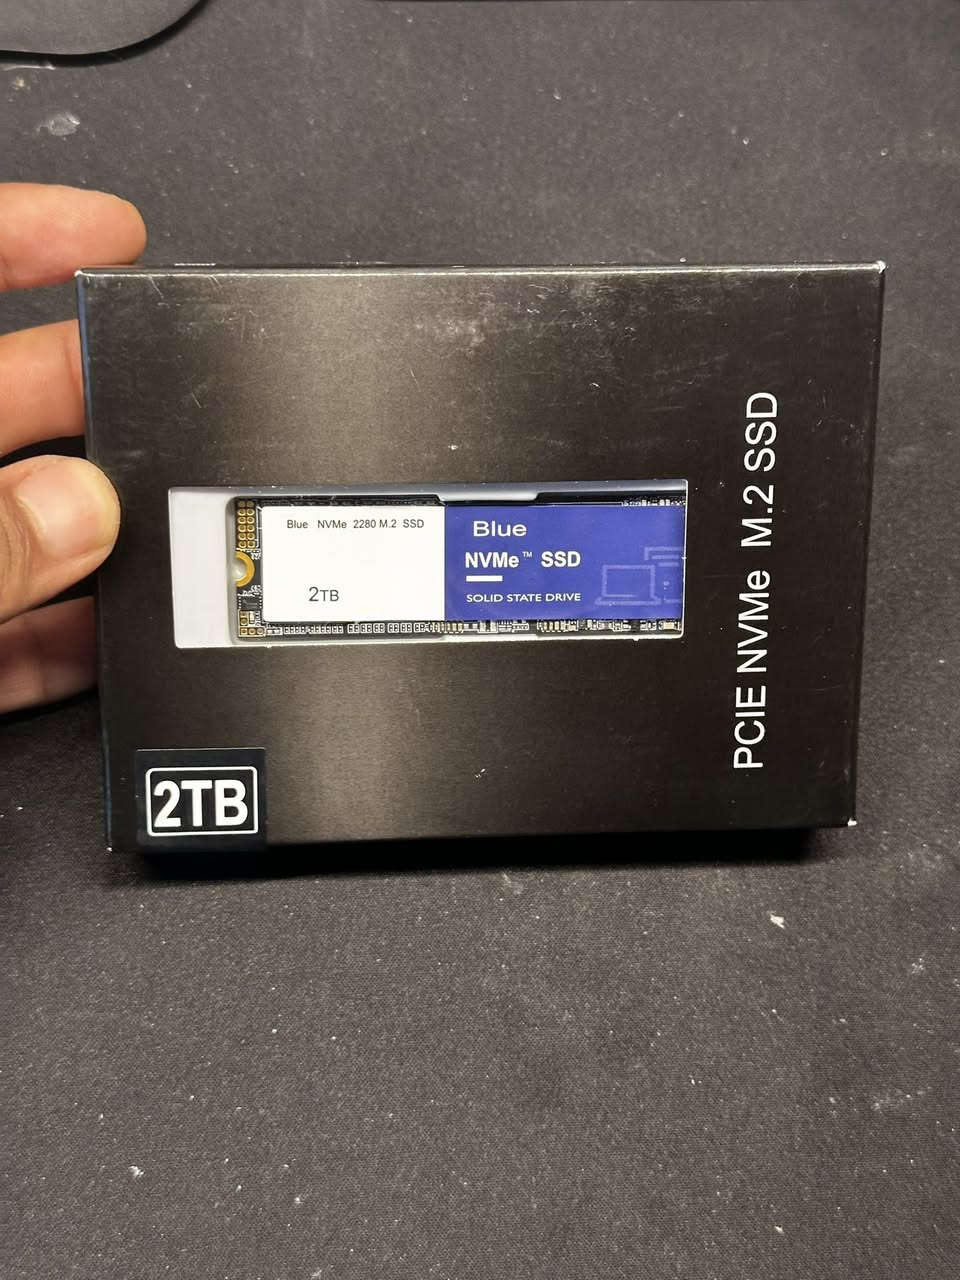 Blue NVMe 2280 M.2 SSD
2TB
Blue
NVMe™ SSD
SOLID STATE DRIVE
PCIE NVMe M.2 SSD
2TB